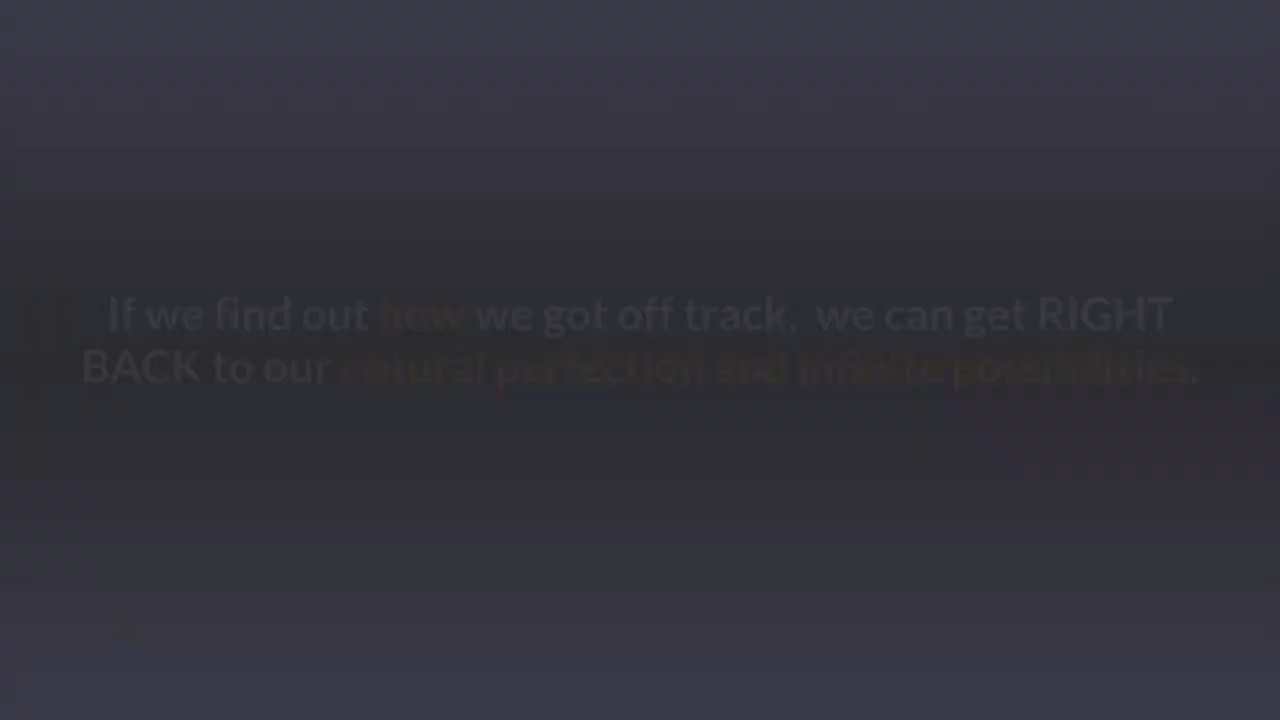 If we find out how we got off track, we can get RIGHT
BACK to our natural perfection and infinite possibilities.